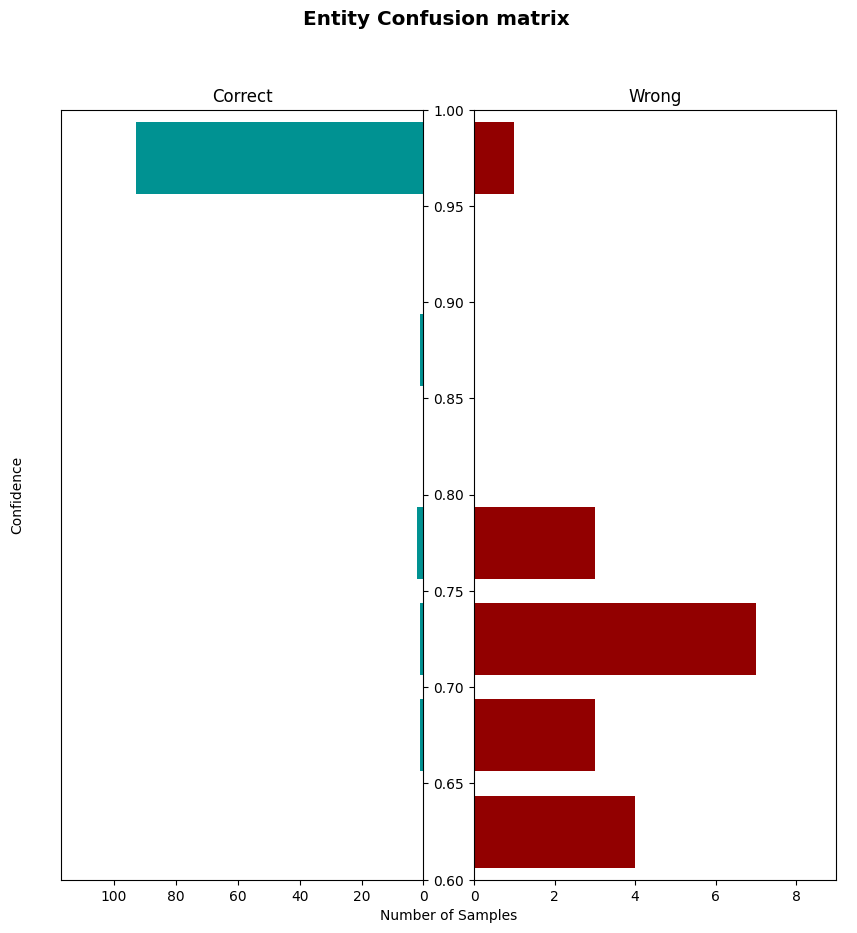 Entity Confusion matrix
Correct
Wrong
1.00
0.95
0.90
0.85
0.80
0.75
0.70
0.65
0.60
Confidence
100 80 60 40 20 0
0 2 4 6 8
Number of Samples